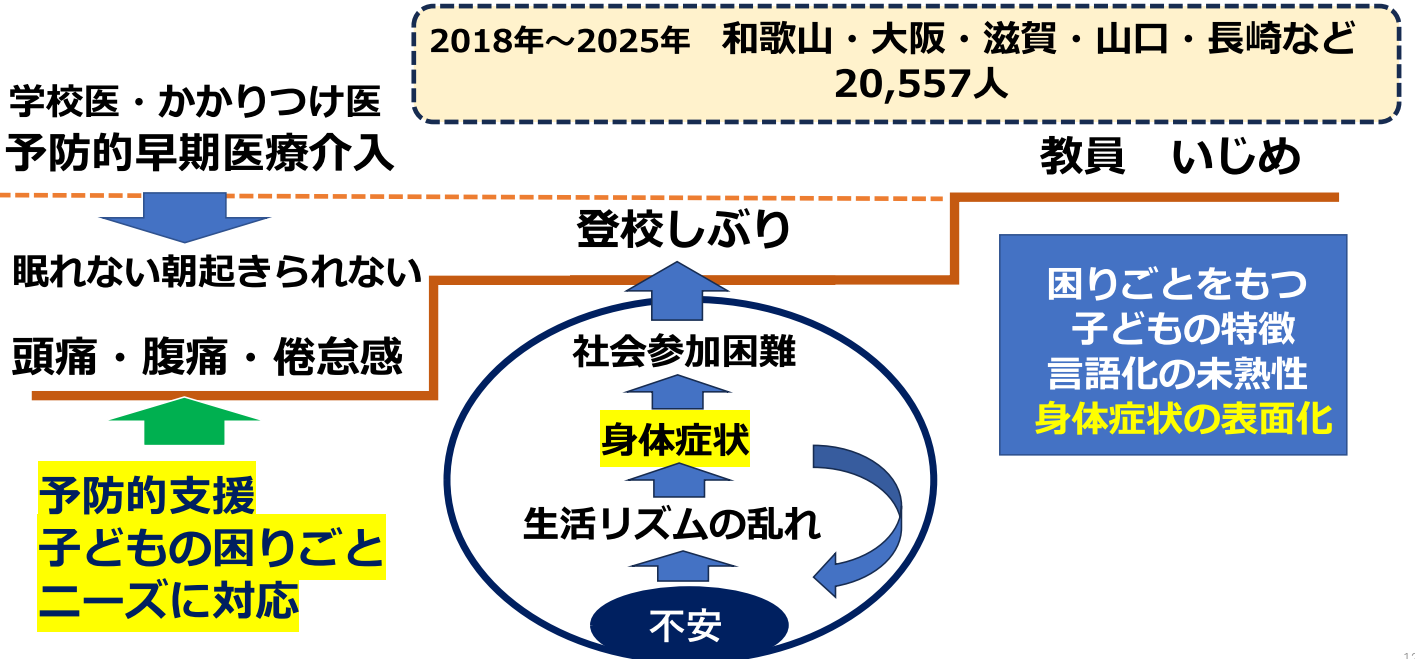 2018年～2025年　和歌山・大阪・滋賀・山口・長崎など
20,557人
学校医・かかりつけ医
予防的早期医療介入
教員　いじめ
登校しぶり
眠れない朝起きられない
頭痛・腹痛・倦怠感
予防的支援
子どもの困りごと
ニーズに対応
社会参加困難
身体症状
生活リズムの乱れ
不安
困りごとをもつ
子どもの特徴
言語化の未熟性
身体症状の表面化